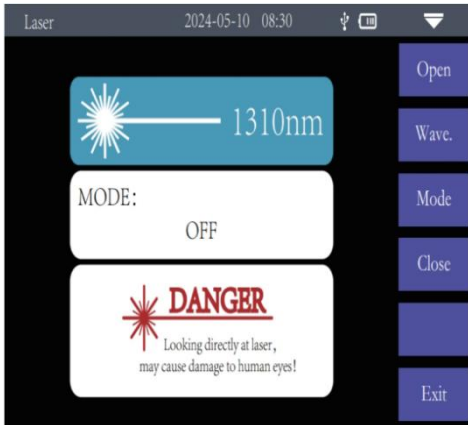 Laser
2024-05-10 08:30
Open
1310nm
Wave.
MODE:
OFF
Mode
Close
DANGER
Looking directly at laser,
may cause damage to human eyes!
Exit